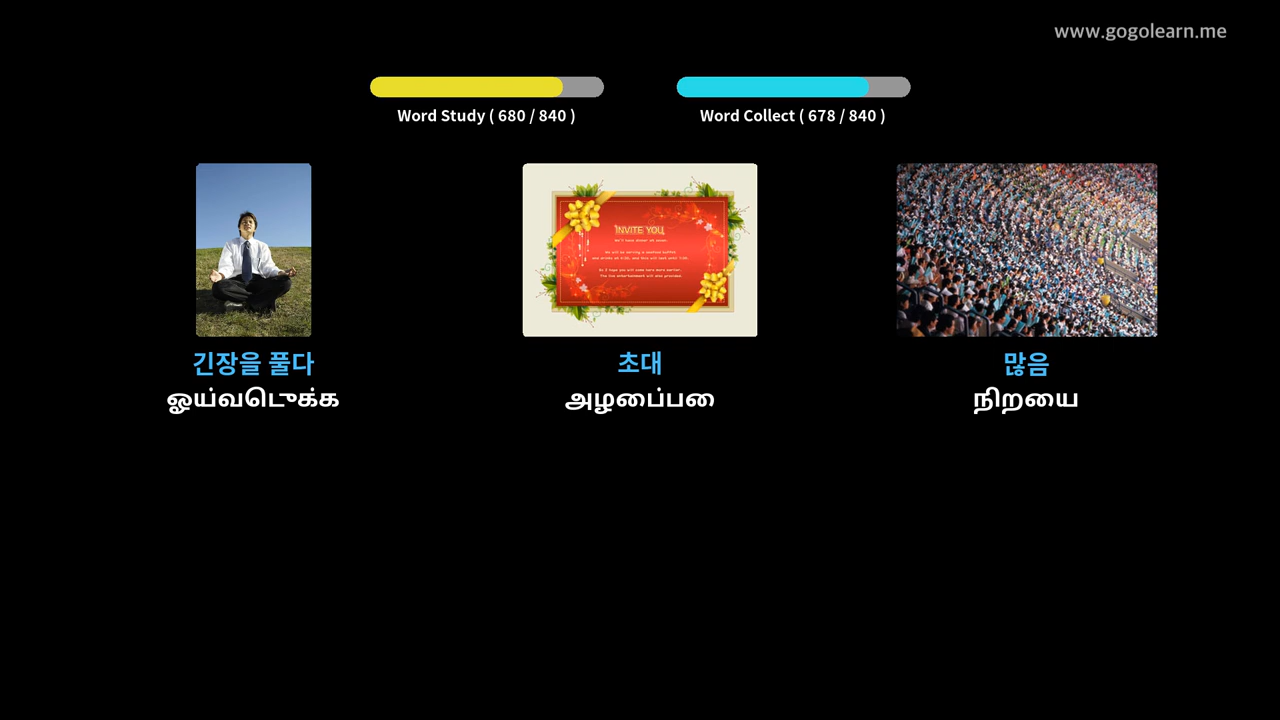 www.gogolearn.me
Word Study ( 680 / 840 )
Word Collect ( 678 / 840 )
INVITE YOU
긴장을 풀다
초대
많음
ஓய்வெடுக்க
அழைப்பை
நிறைய